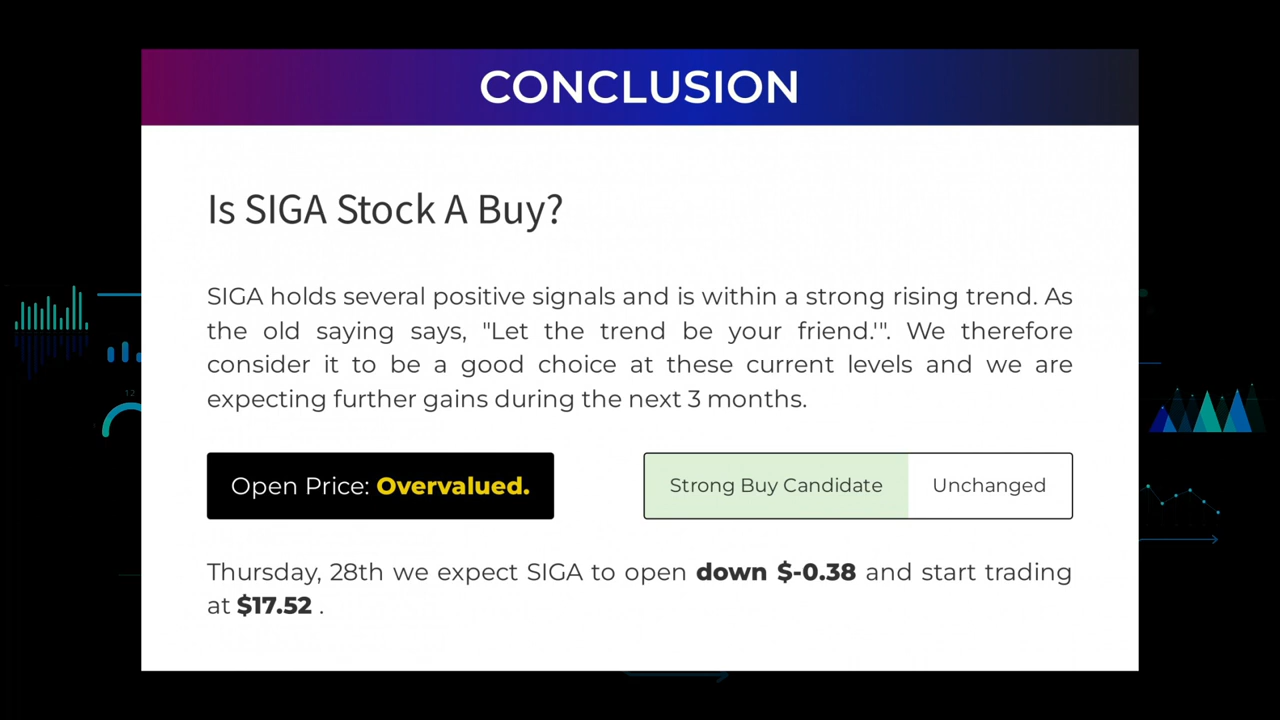 CONCLUSION
Is SIGA Stock A Buy?
SIGA holds several positive signals and is within a strong rising trend. As
the old saying says, "Let the trend be your friend.'". We therefore
consider it to be a good choice at these current levels and we are
expecting further gains during the next 3 months.
Open Price: Overvalued.
Strong Buy Candidate
Unchanged
Thursday, 28th we expect SIGA to open down $-0.38 and start trading
at $17.52 .
12